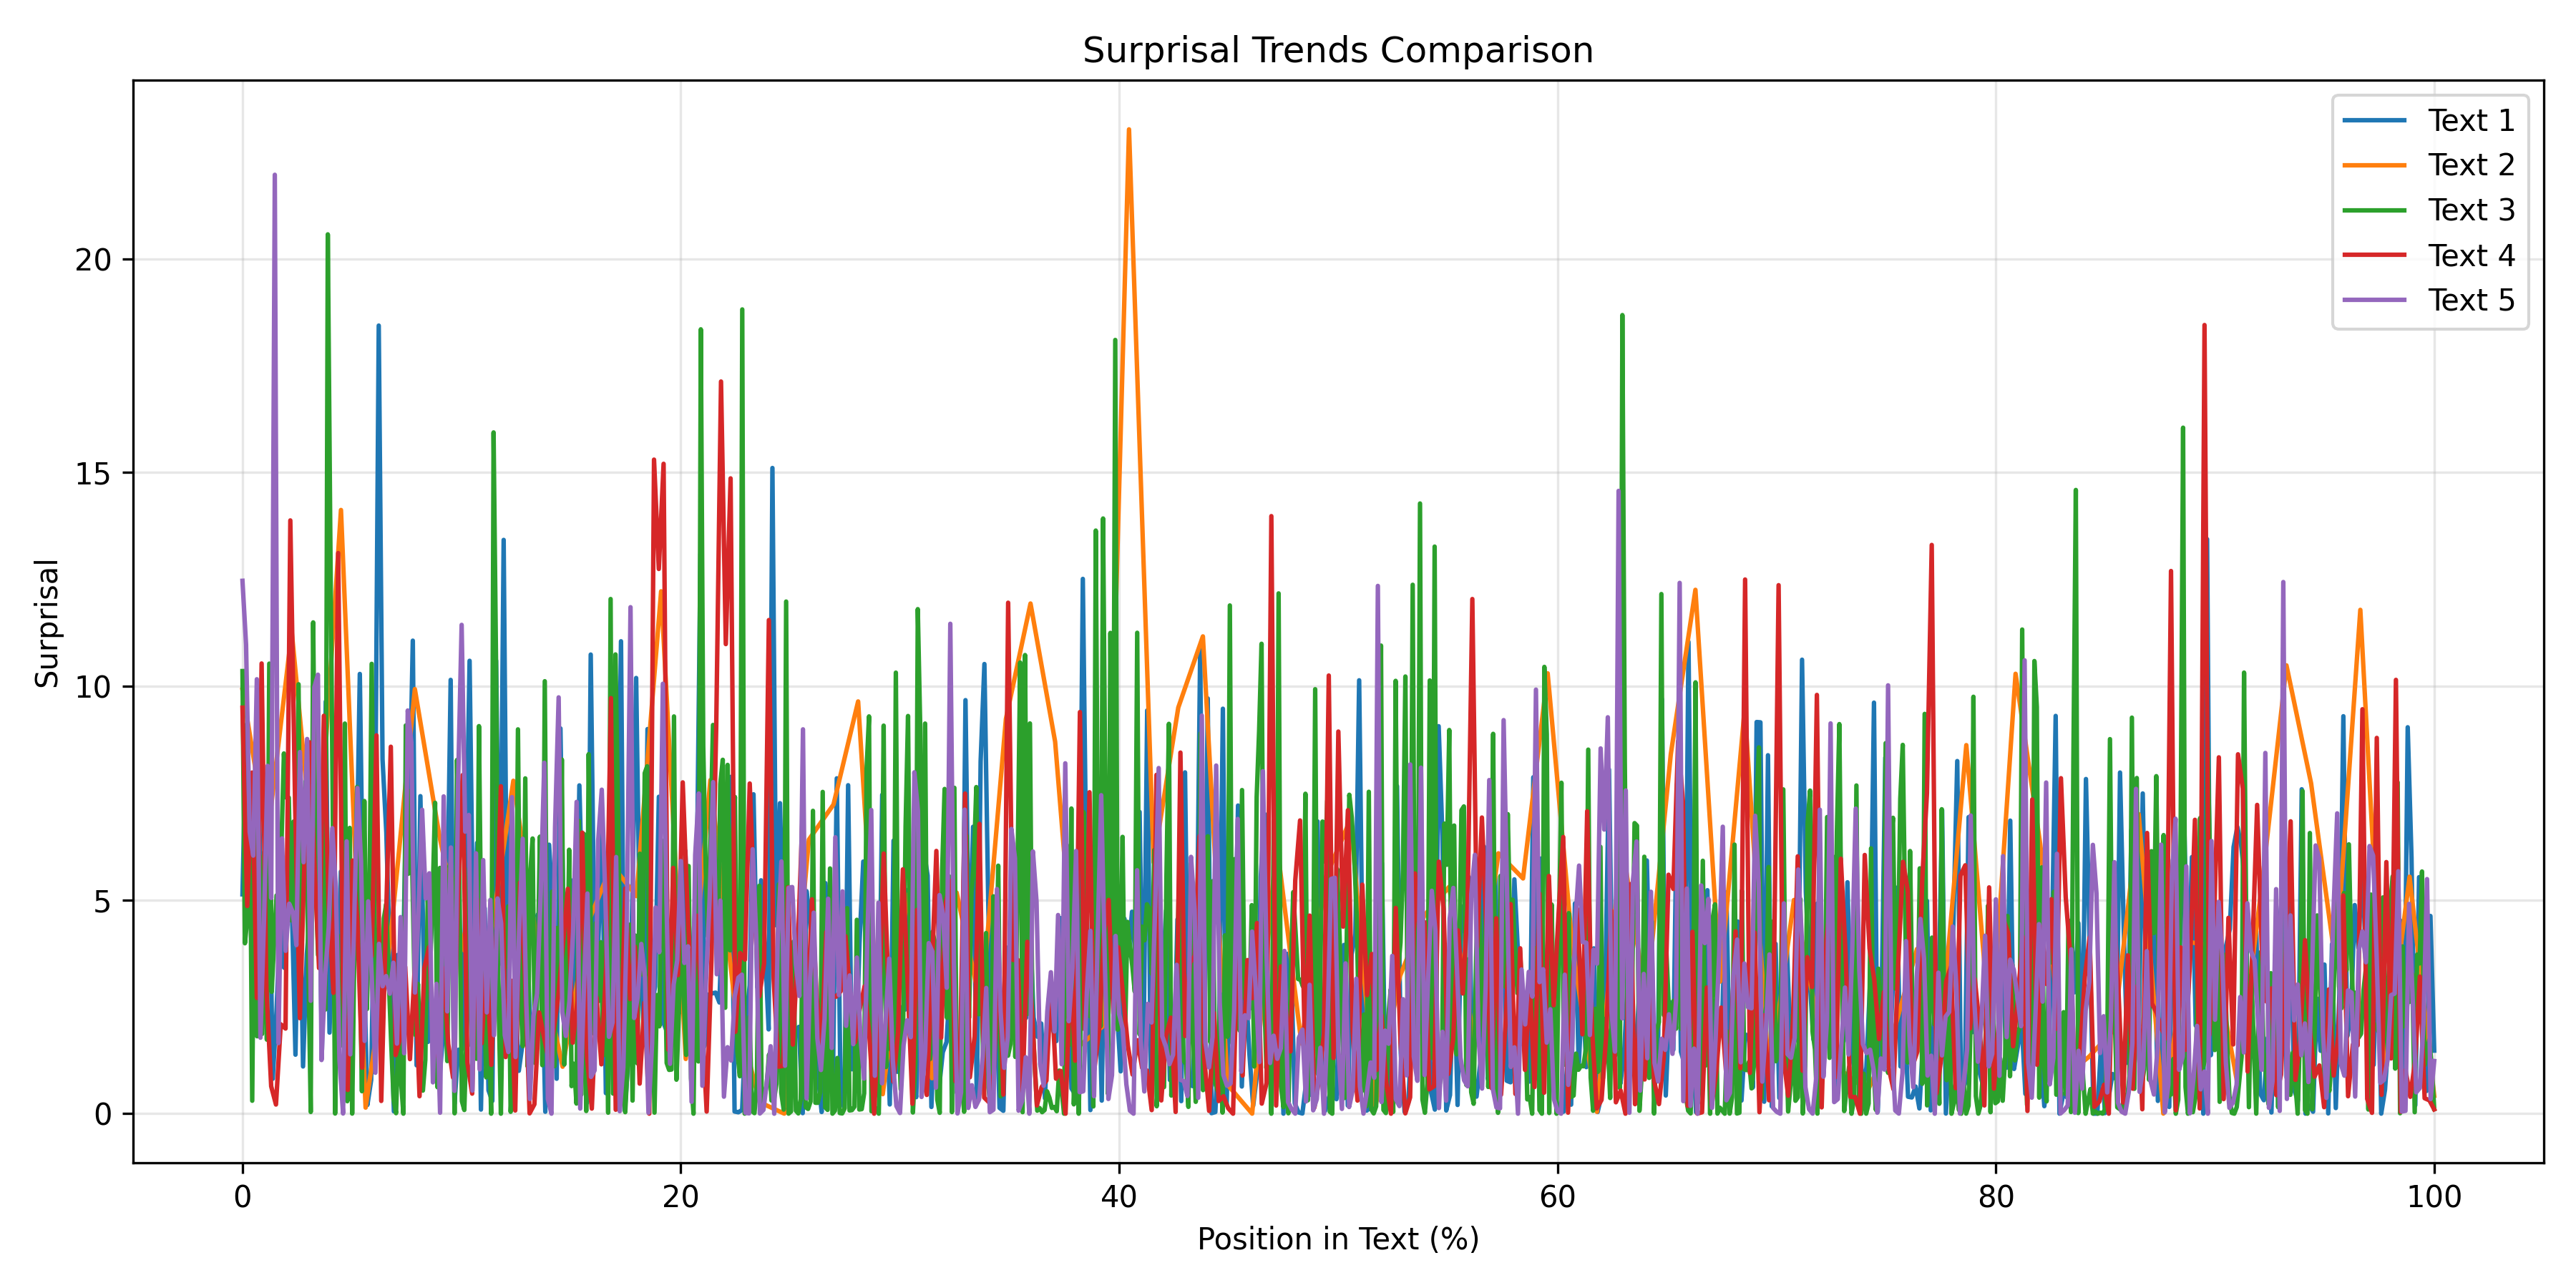 Surprisal Trends Comparison
Text 1
Text 2
Text 3
Text 4
Text 5
Surprisal
20
15
10
5
0
0 20 40 60 80 100
Position in Text (%)